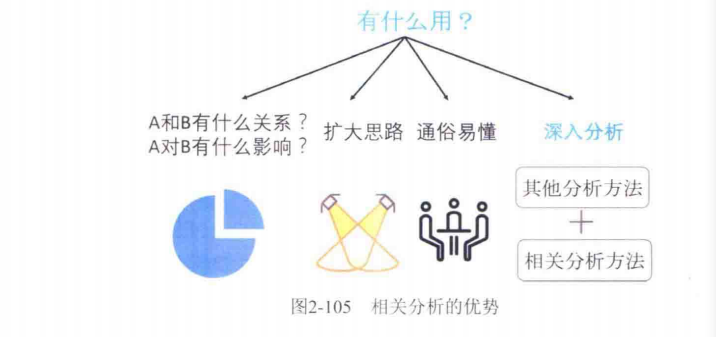 有什么用？
A和B有什么关系？
A对B有什么影响？
扩大思路
通俗易懂
深入分析
其他分析方法
+
相关分析方法
图2-105 相关分析的优势